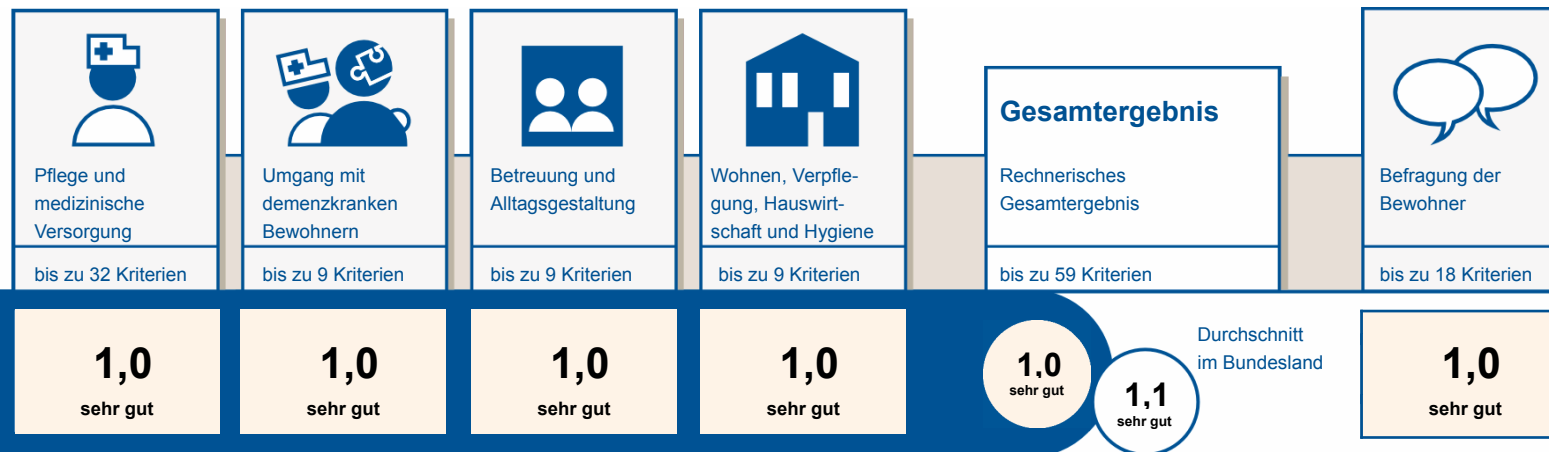 Pflege und
medizinische
Versorgung
bis zu 32 Kriterien
1,0
sehr gut
Umgang mit
demenzkranken
Bewohnern
bis zu 9 Kriterien
1,0
sehr gut
Betreuung und
Alltagsgestaltung
bis zu 9 Kriterien
1,0
sehr gut
Wohnen, Verpfle-
gung, Hauswirt-
schaft und Hygiene
bis zu 9 Kriterien
1,0
sehr gut
Gesamtergebnis
Rechnerisches
Gesamtergebnis
bis zu 59 Kriterien
1,0
sehr gut
1,1
sehr gut
Durchschnitt
im Bundesland
Befragung der
Bewohner
bis zu 18 Kriterien
1,0
sehr gut